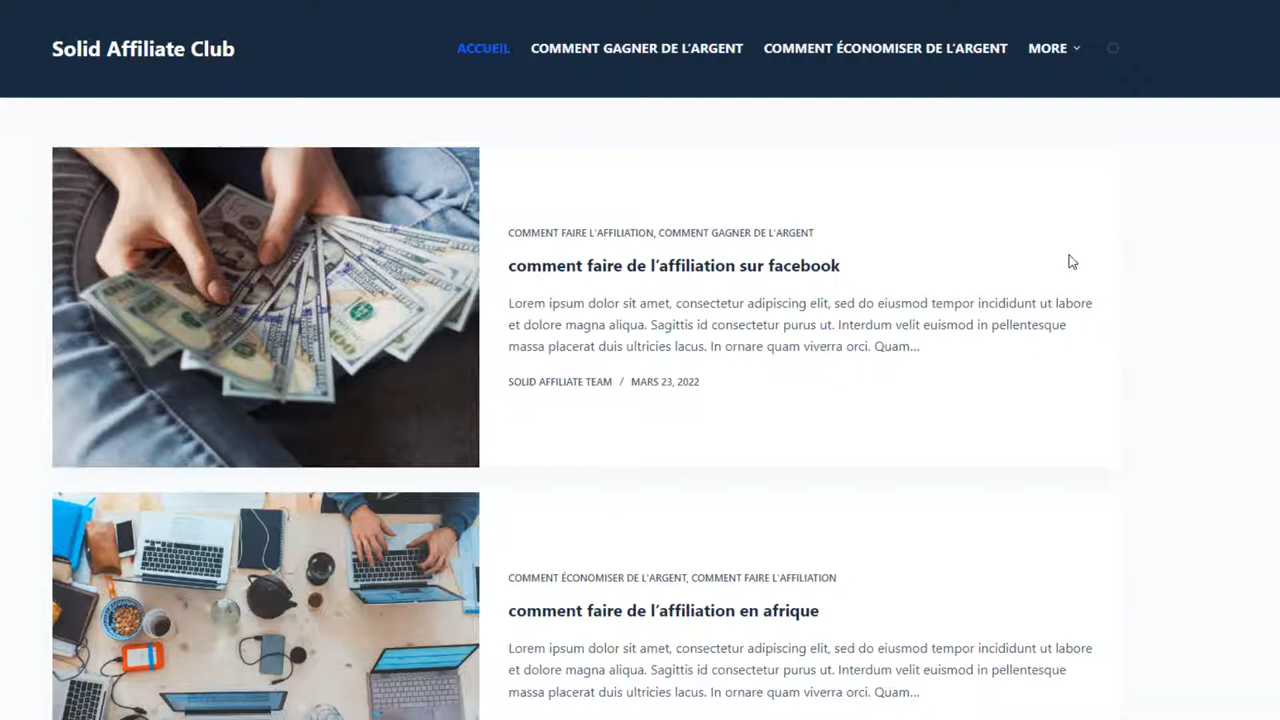 Solid Affiliate Club
ACCUEIL COMMENT GAGNER DE L’ARGENT COMMENT ÉCONOMISER DE L’ARGENT MORE
COMMENT FAIRE L’AFFILIATION, COMMENT GAGNER DE L’ARGENT
comment faire de l’affiliation sur facebook
Lorem ipsum dolor sit amet, consectetur adipiscing elit, sed do eiusmod tempor incididunt ut labore
et dolore magna aliqua. Sagittis id consectetur purus ut. Interdum velit euismod in pellentesque
massa placerat duis ultricies lacus. In ornare quam viverra orci. Quam…
SOLID AFFILIATE TEAM / MARS 23, 2022
COMMENT ÉCONOMISER DE L’ARGENT, COMMENT FAIRE L’AFFILIATION
comment faire de l’affiliation en afrique
Lorem ipsum dolor sit amet, consectetur adipiscing elit, sed do eiusmod tempor incididunt ut labore
et dolore magna aliqua. Sagittis id consectetur purus ut. Interdum velit euismod in pellentesque
massa placerat duis ultricies lacus. In ornare quam viverra orci. Quam…